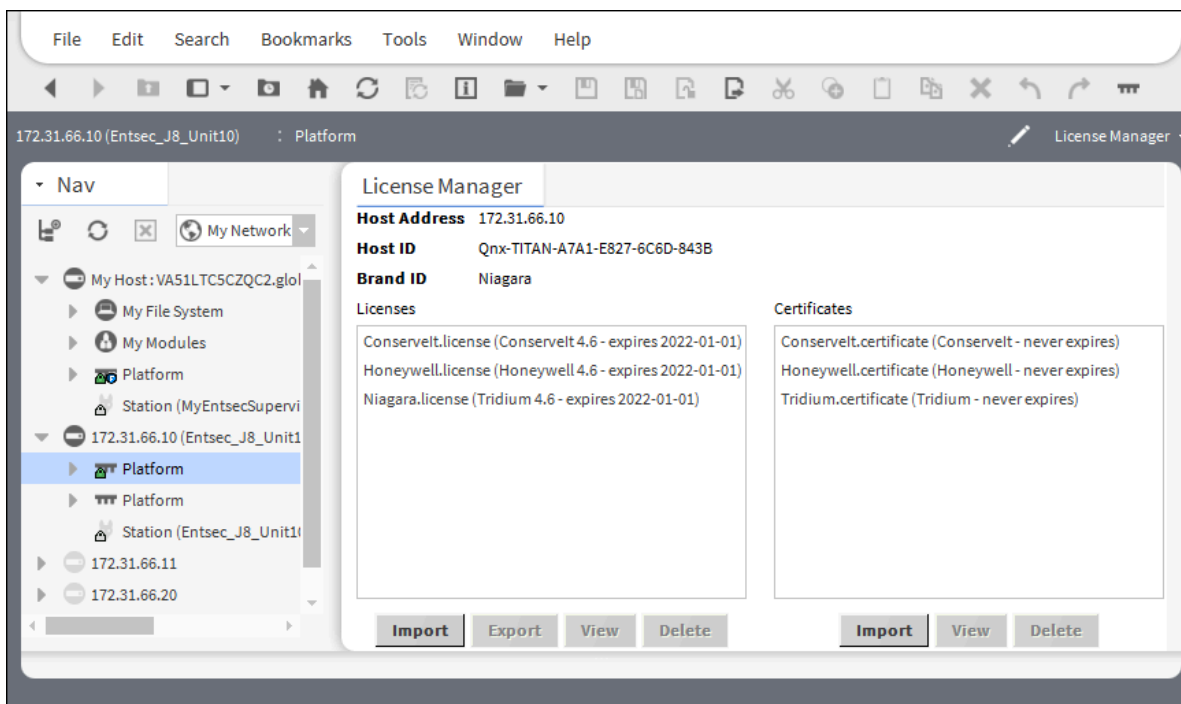 File Edit Search Bookmarks Tools Window Help
172.31.66.10 (Entsec_J8_Unit10) : Platform License Manager
Nav
My Network
My Host : VA51LTC5CZQC2.glol
My File System
My Modules
Platform
Station (MyEntsecSupervi
172.31.66.10 (Entsec_J8_Unit1
Platform
Platform
Station (Entsec_J8_Unit1
172.31.66.11
172.31.66.20
License Manager
Host Address 172.31.66.10
Host ID Qnx-TITAN-A7A1-E827-6C6D-843B
Brand ID Niagara
Licenses
ConserveIt.license (ConserveIt 4.6 - expires 2022-01-01)
Honeywell.license (Honeywell 4.6 - expires 2022-01-01)
Niagara.license (Tridium 4.6 - expires 2022-01-01)
Import Export View Delete
Certificates
ConserveIt.certificate (ConserveIt - never expires)
Honeywell.certificate (Honeywell - never expires)
Tridium.certificate (Tridium - never expires)
Import View Delete